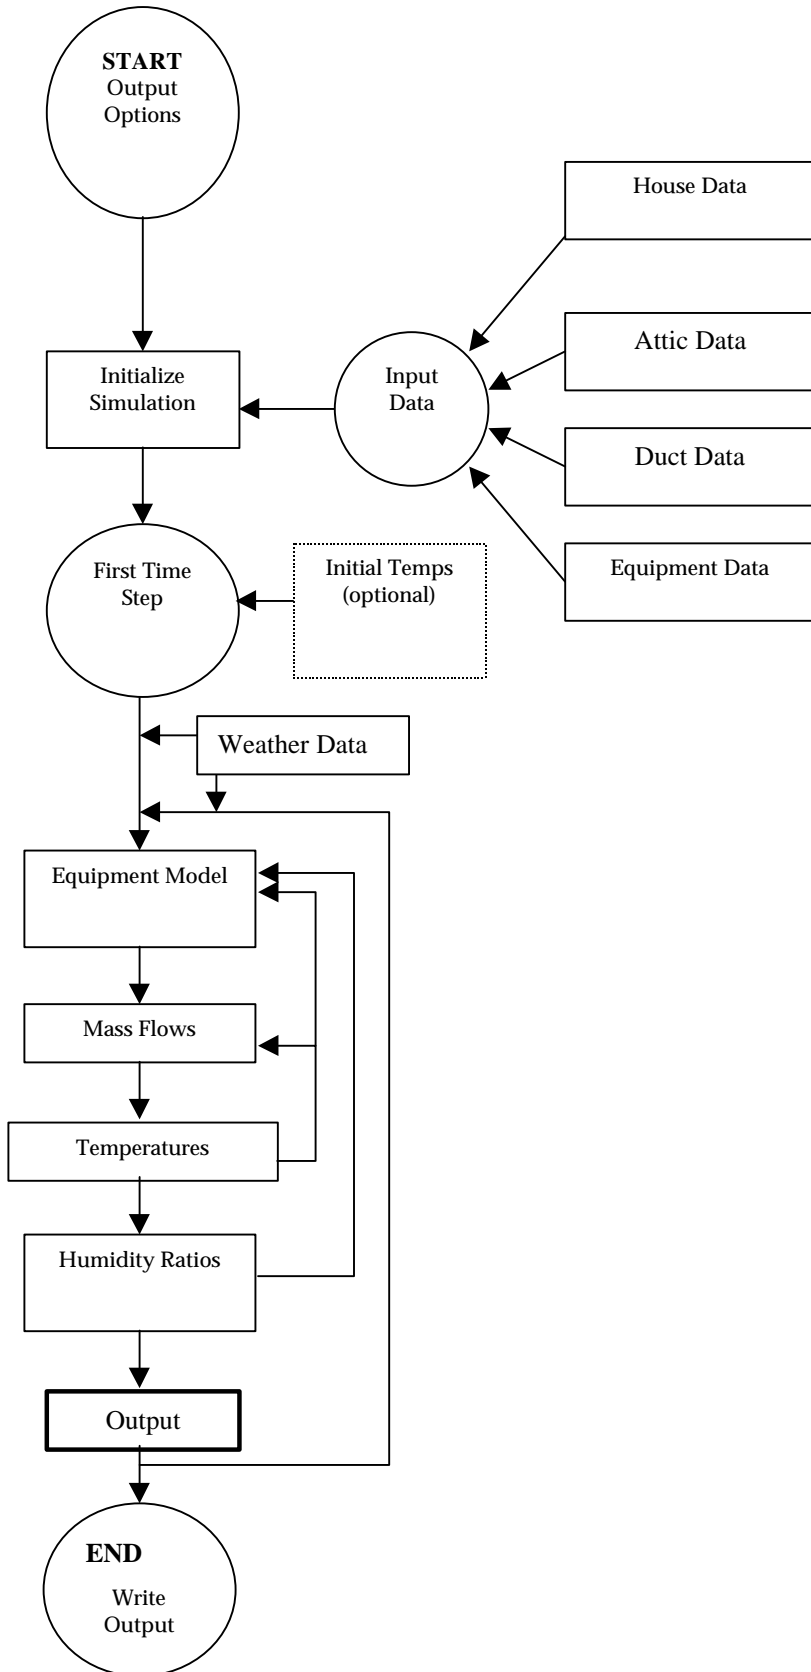 START
Output
Options
House Data
Attic Data
Initialize
Simulation
Input
Data
Duct Data
Equipment Data
First Time
Step
Initial Temps
(optional)
Weather Data
Equipment Model
Mass Flows
Temperatures
Humidity Ratios
Output
END
Write
Output